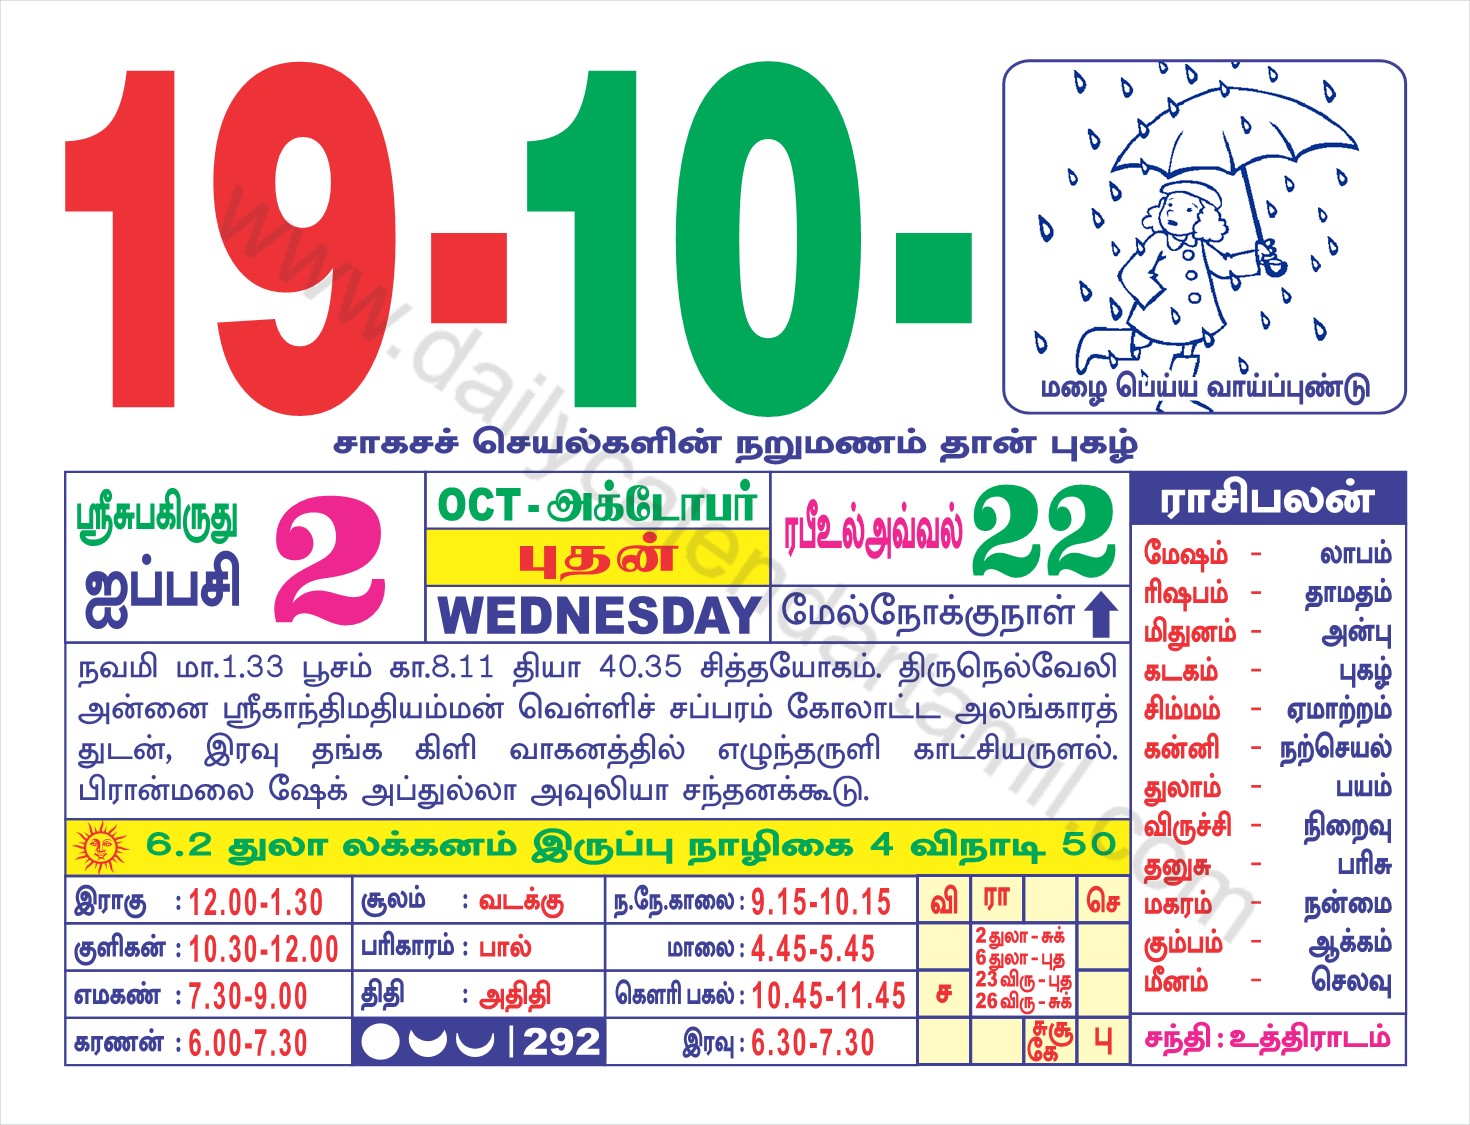 19-10-
மழை பெய்ய வாய்ப்புண்டு
சாகசச் செயல்களின் நறுமணம் தான் புகழ்
ஸ்ரீசுபகிருது
ஐப்பசி 2
OCT - அக்டோபர்
புதன்
WEDNESDAY
ரபீஉல்அவ்வல் 22
மேல்நோக்குநாள்
நவமி மா.1.33 பூசம் கா.8.11 தியா 40.35 சித்தயோகம். திருநெல்வேலி
அன்னை ஸ்ரீகாந்திமதியம்மன் வெள்ளிச் சப்பரம் கோலாட்ட அலங்காரத்
துடன், இரவு தங்க கிளி வாகனத்தில் எழுந்தருளி காட்சியருளல்.
பிரான்மலை ஷேக் அப்துல்லா அவுலியா சந்தனக்கூடு.
6.2 துலா லக்கனம் இருப்பு நாழிகை 4 விநாடி 50
இராகு : 12.00-1.30
குளிகன் : 10.30-12.00
எமகண் : 7.30-9.00
கரணன் : 6.00-7.30
சூலம் : வடக்கு
பரிகாரம் : பால்
திதி : அதிதி
292
ந.நே.காலை : 9.15-10.15
மாலை : 4.45-5.45
கௌரி பகல் : 10.45-11.45
இரவு : 6.30-7.30
வி ரா செ
2 துலா - சுக்
6 துலா - புத
23 விரு - புத
26 விரு - சுக்
ச
சுசூ
கே
பு
ராசிபலன்
மேஷம் - லாபம்
ரிஷபம் - தாமதம்
மிதுனம் - அன்பு
கடகம் - புகழ்
சிம்மம் - ஏமாற்றம்
கன்னி - நற்செயல்
துலாம் - பயம்
விருச்சி - நிறைவு
தனுசு - பரிசு
மகரம் - நன்மை
கும்பம் - ஆக்கம்
மீனம் - செலவு
சந்தி : உத்திராடம்
www.dailycalendartamil.com